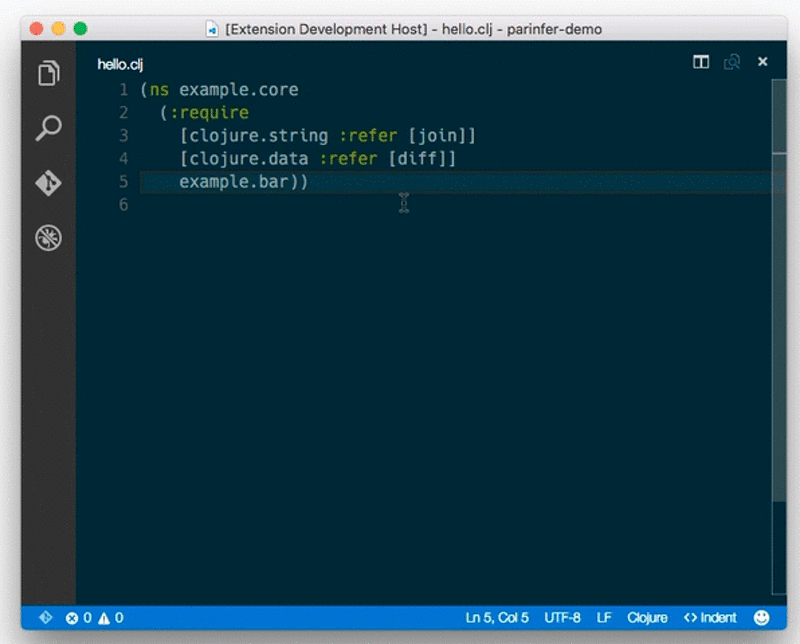 [Extension Development Host] - hello.clj - parinfer-demo
hello.clj
1 (ns example.core
2   (:require
3     [clojure.string :refer [join]]
4     [clojure.data :refer [diff]]
5     example.bar))
6
0 0 Ln 5, Col 5 UTF-8 LF Clojure <> Indent